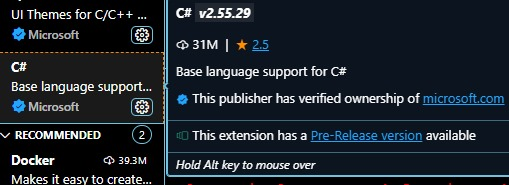 UI Themes for C/C++ ...
Microsoft
C#
Base language support...
Microsoft
RECOMMENDED 2
Docker 39.3M
Makes it easy to create...
C# v2.55.29
31M | 2.5
Base language support for C#
This publisher has verified ownership of microsoft.com
This extension has a Pre-Release version available
Hold Alt key to mouse over